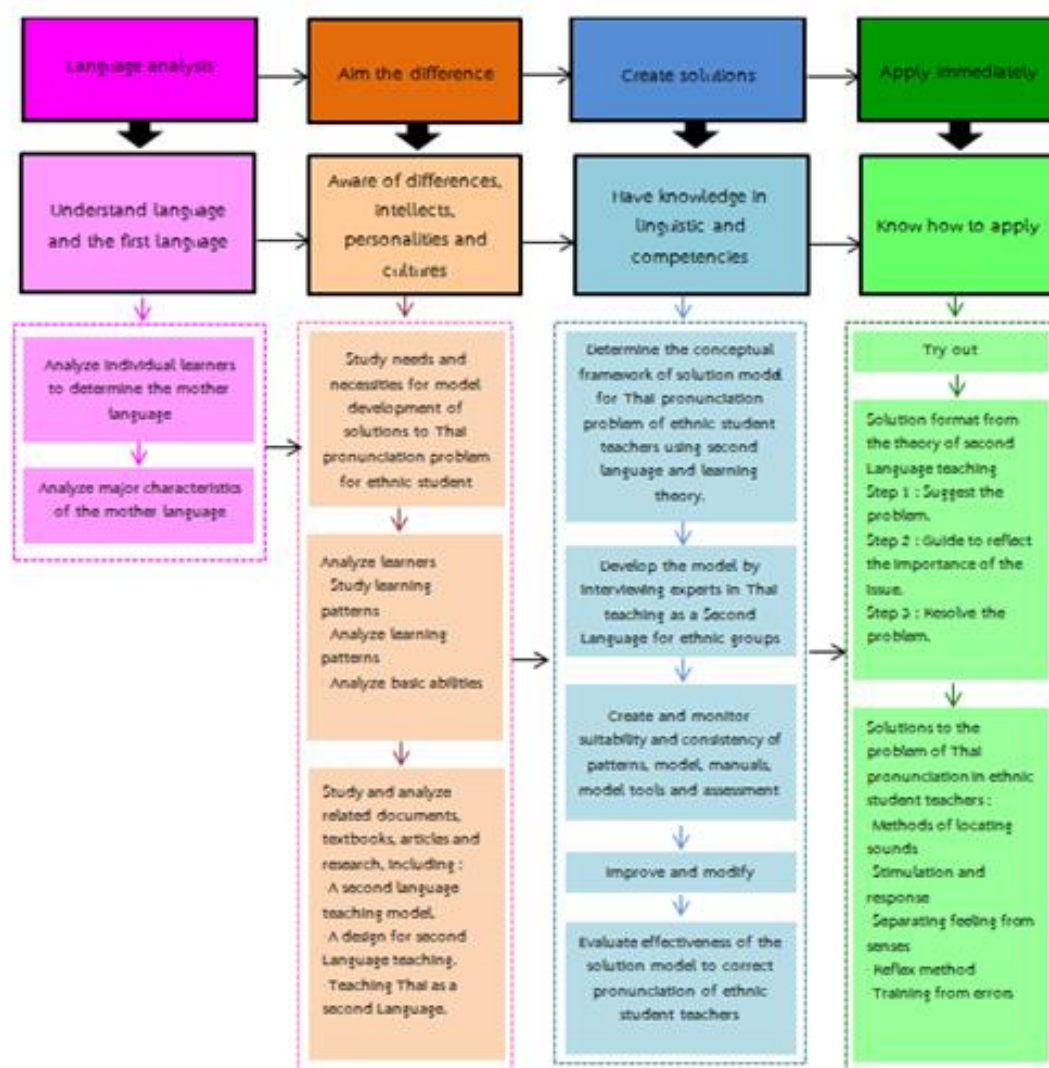 Language analysis
Aim the difference
Create solutions
Apply immediately
Understand language
and the first language
Aware of differences,
intellects,
personalities and
cultures
Have knowledge in
linguistic and
competencies
Know how to apply
Analyze individual learners
to determine the mother
language
Analyze major characteristics
of the mother language
Study needs and
necessities for model
development of
solutions to Thai
pronunciation problem
for ethnic student
Analyze learners
Study learning
patterns
Analyze learning
patterns
Analyze basic abilities
Study and analyze
related documents,
textbooks, articles and
research, including :
A second language
teaching model.
A design for second
Language teaching.
Teaching Thai as a
second Language.
Determine the conceptual
framework of solution model
for Thai pronunciation
problem of ethnic student
teachers using second
language and learning
theory.
Develop the model by
interviewing experts in Thai
teaching as a Second
Language for ethnic groups
Create and monitor
suitability and consistency of
patterns, model, manuals,
model tools and assessment
Improve and modify
Evaluate effectiveness of the
solution model to correct
pronunciation of ethnic
student teachers
Try out
Solution format from
the theory of second
Language teaching
Step 1 : Suggest the
problem.
Step 2 : Guide to reflect
the importance of the
issue.
Step 3 : Resolve the
problem.
Solutions to the
problem of Thai
pronunciation in ethnic
student teachers :
- Methods of locating
sounds
Stimulation and
response
Separating feeling from
senses
- Reflex method
- Training from errors